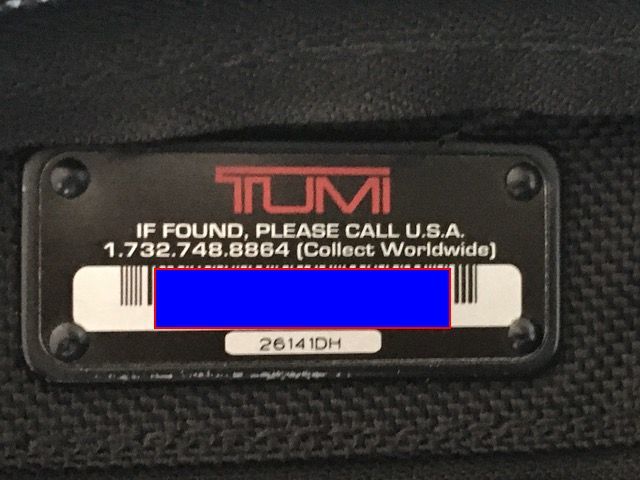 TUMI
IF FOUND, PLEASE CALL U.S.A.
1.732.748.8864 (Collect Worldwide)
26141DH